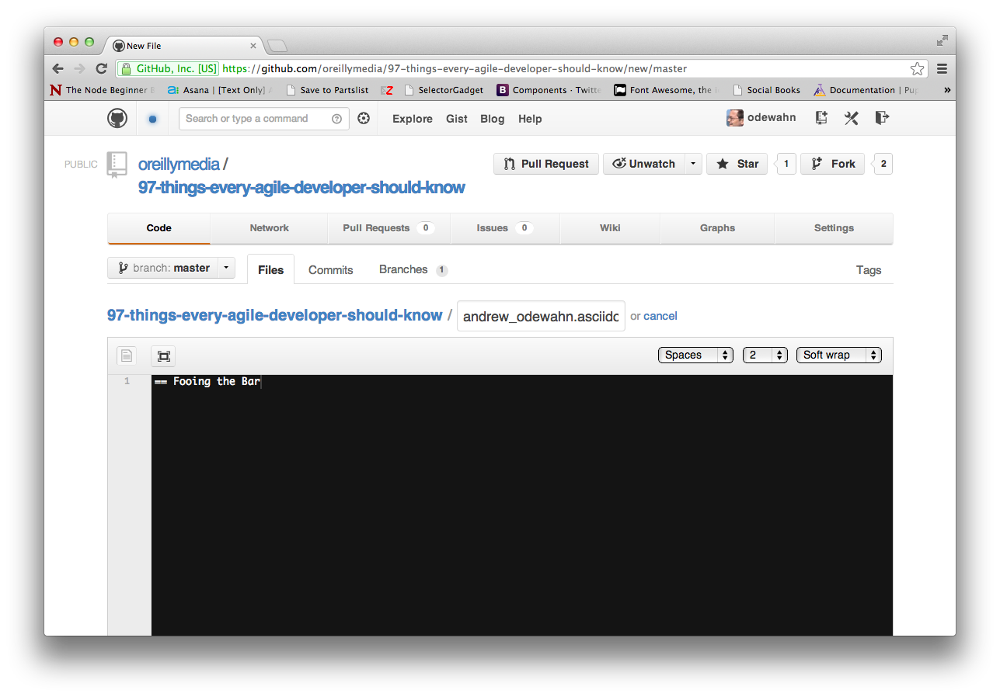 New File
GitHub, Inc. [US] https://github.com/oreillymedia/97-things-every-agile-developer-should-know/new/master
The Node Beginner Asana | [Text Only] Save to Partslist SelectorGadget B Components · Twitte Font Awesome, the Social Books Documentation | Pup »
Search or type a command Explore Gist Blog Help odewahn
PUBLIC oreillymedia / Pull Request Unwatch Star 1 Fork 2
97-things-every-agile-developer-should-know
Code Network Pull Requests 0 Issues 0 Wiki Graphs Settings
branch: master Files Commits Branches 1 Tags
97-things-every-agile-developer-should-know / andrew_odewahn.asciidc or cancel
Spaces 2 Soft wrap
1 == Fooing the Bar